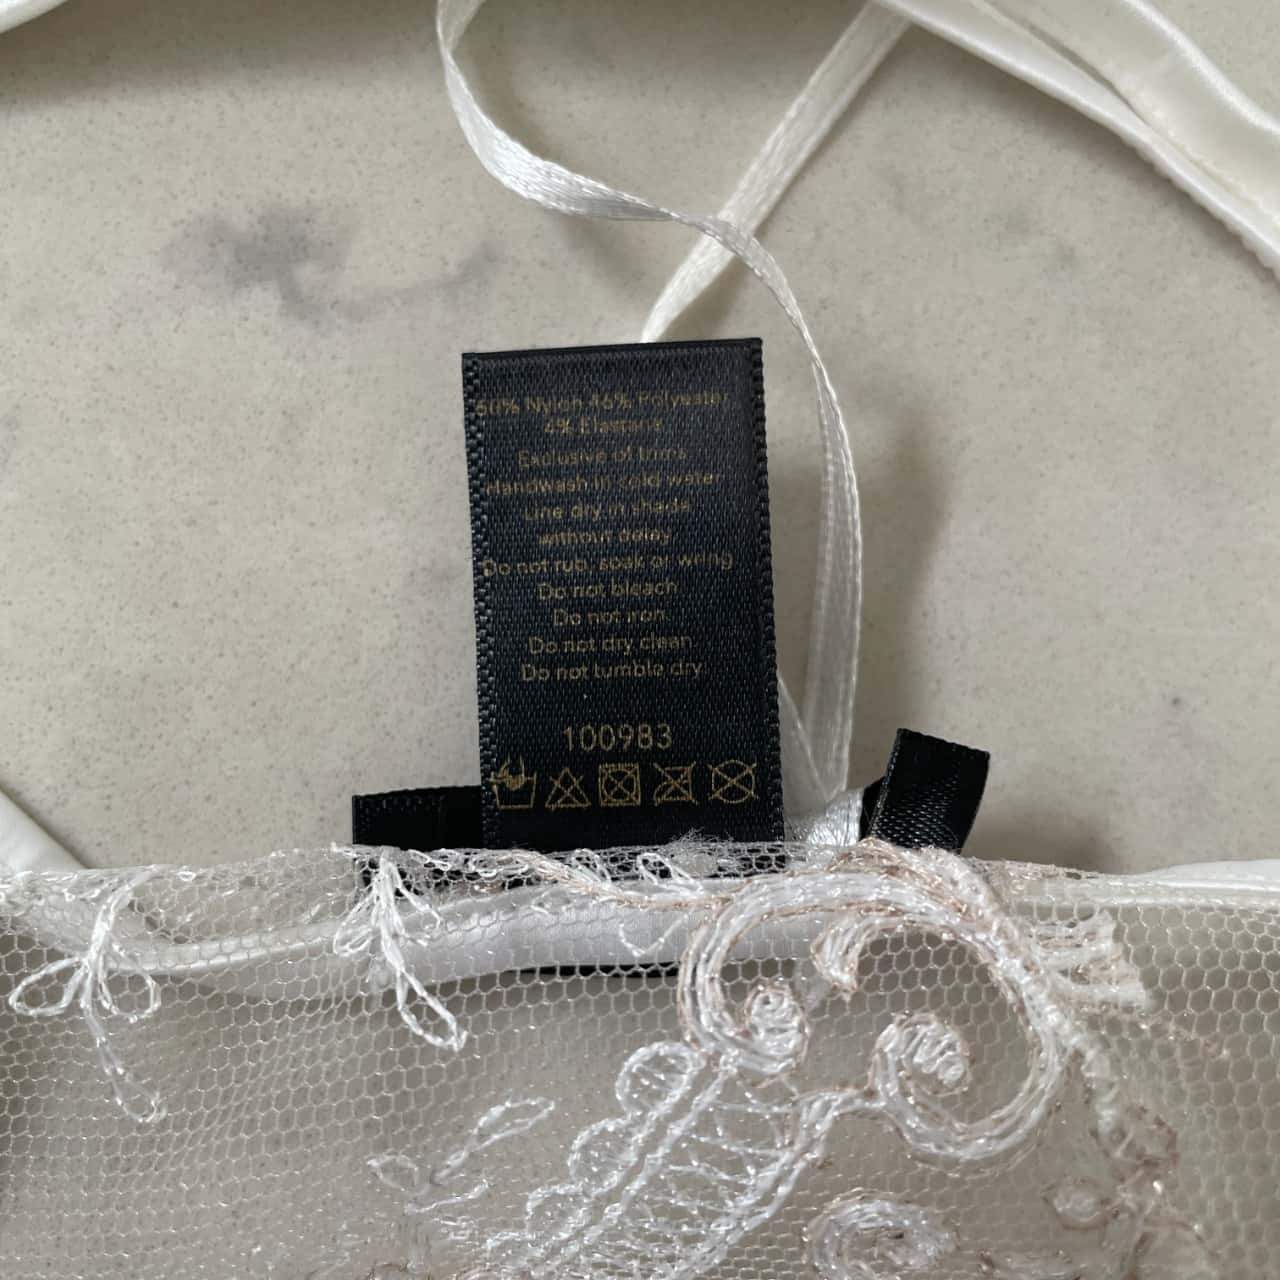 50% Nylon 46% Polyester
4% Elastane
Exclusive of trims
Handwash in cold water
Line dry in shade
without delay
Do not rub, soak or wring
Do not bleach
Do not iron
Do not dry clean
Do not tumble dry
100983